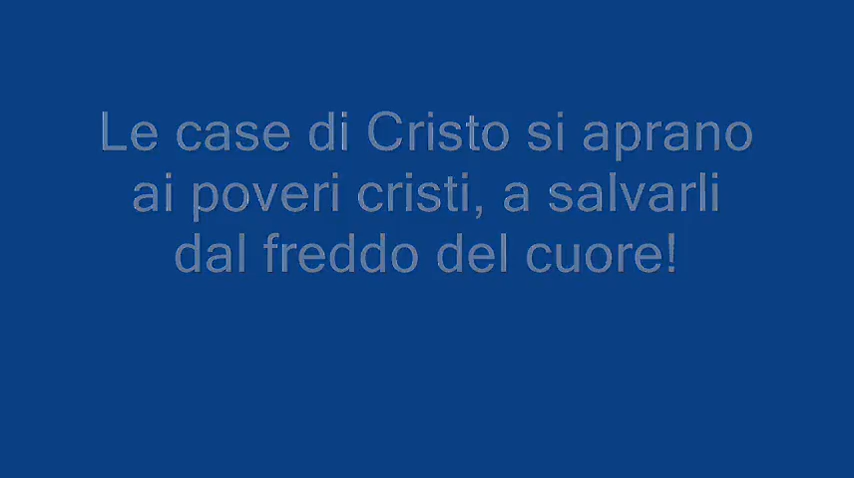 Le case di Cristo si aprano
ai poveri cristi, a salvarli
dal freddo del cuore!